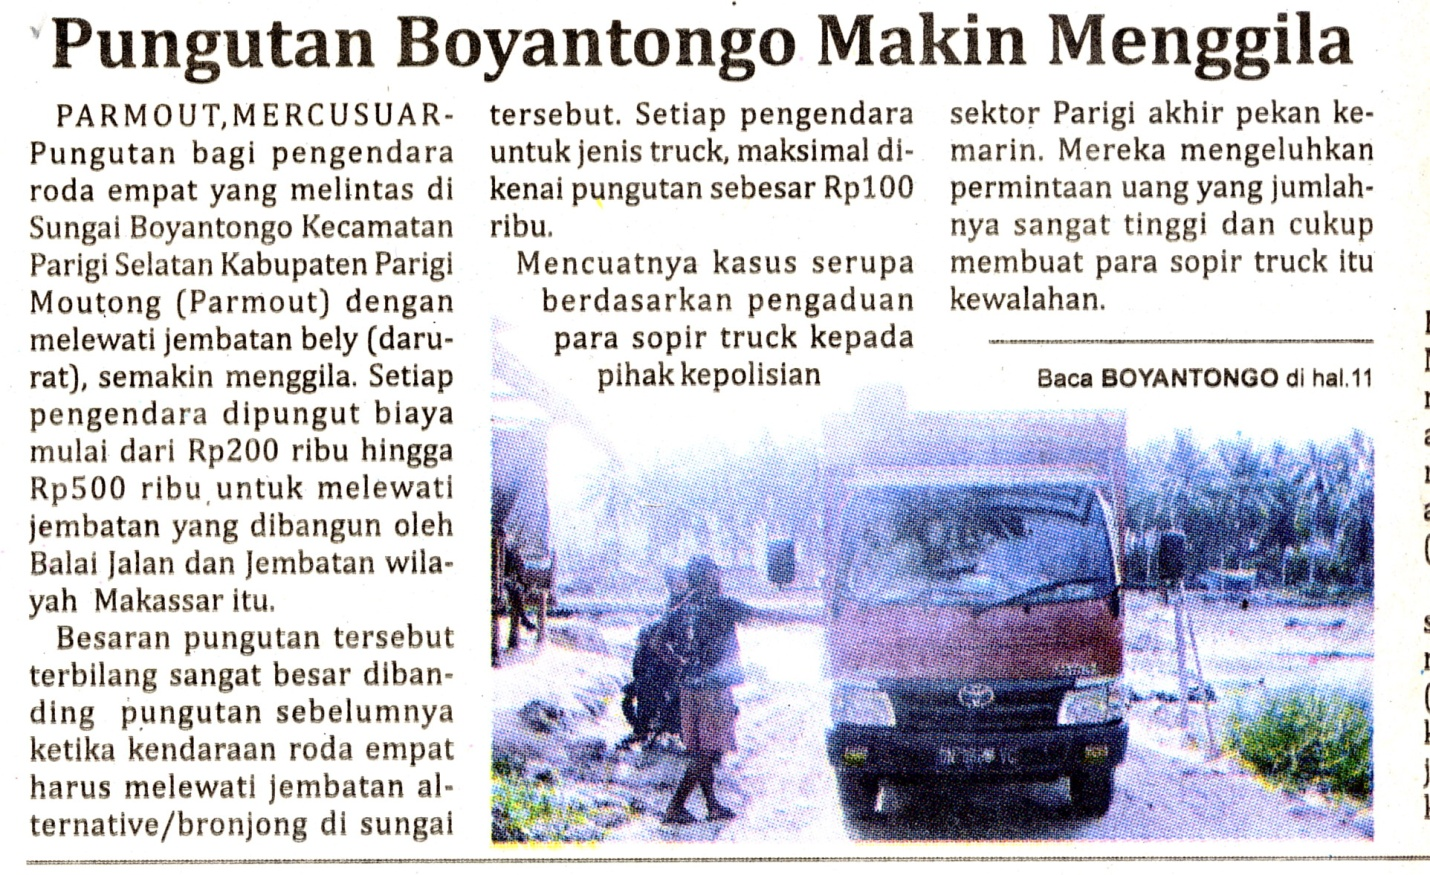 Pungutan Boyantongo Makin Menggila
PARMOUT,MERCUSUAR-
Pungutan bagi pengendara
roda empat yang melintas di
Sungai Boyantongo Kecamatan
Parigi Selatan Kabupaten Parigi
Moutong (Parmout) dengan
melewati jembatan bely (daru-
rat), semakin menggila. Setiap
pengendara dipungut biaya
mulai dari Rp200 ribu hingga
Rp500 ribu untuk melewati
jembatan yang dibangun oleh
Balai Jalan dan Jembatan wila-
yah Makassar itu.
Besaran pungutan tersebut
terbilang sangat besar diban-
ding pungutan sebelumnya
ketika kendaraan roda empat
harus melewati jembatan al-
ternative/bronjong di sungai
tersebut. Setiap pengendara
untuk jenis truck, maksimal di-
kenai pungutan sebesar Rp100
ribu.
Mencuatnya kasus serupa
berdasarkan pengaduan
para sopir truck kepada
pihak kepolisian
sektor Parigi akhir pekan ke-
marin. Mereka mengeluhkan
permintaan uang yang jumlah-
nya sangat tinggi dan cukup
membuat para sopir truck itu
kewalahan.
Baca BOYANTONGO di hal.11